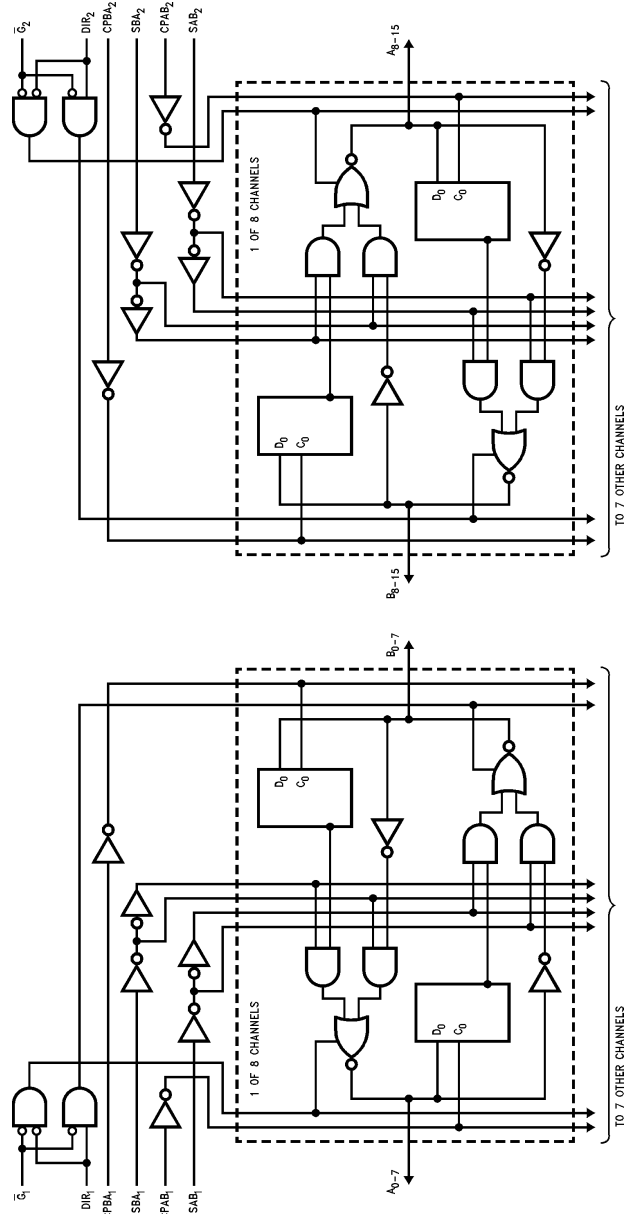 G̅₂
DIR₂
CPBA₂
SBA₂
CPAB₂
SAB₂
A₈₋₁₅
1 OF 8 CHANNELS
D₀
C₀
D₀
C₀
B₈₋₁₅
TO 7 OTHER CHANNELS
B₀₋₇
D₀
C₀
1 OF 8 CHANNELS
D₀
C₀
A₀₋₇
TO 7 OTHER CHANNELS
G̅₁
DIR₁
CPBA₁
SBA₁
CPAB₁
SAB₁